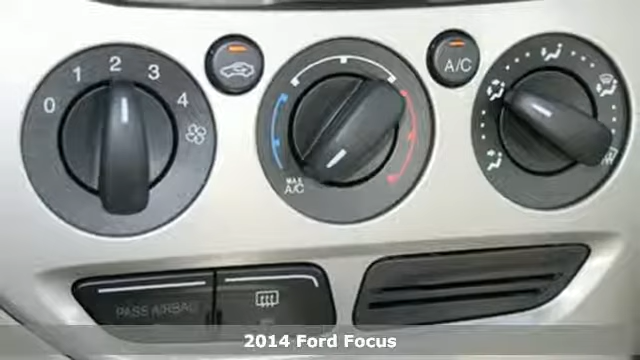 0 1 2 3 4
MAX
A/C
A/C
PASS AIRBAG
2014 Ford Focus